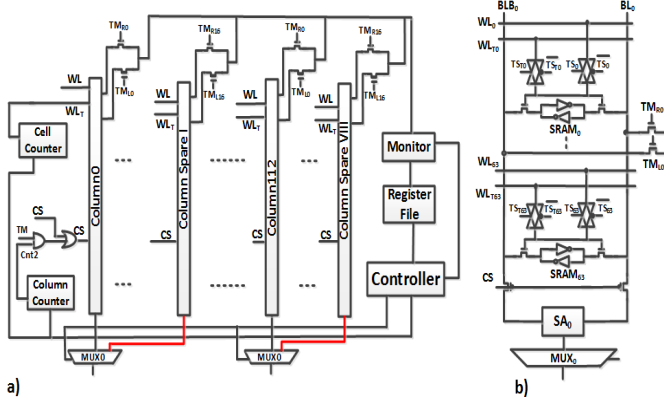 TM_R0
TM_R16
TM_R0
TM_R16
WL
TM_L0
WL_T
Column0
WL
WL_T
TM_L16
Column Spare I
WL
WL_T
TM_L0
Column112
WL
WL_T
TM_L16
Column Spare VIII
Cell
Counter
CS
TM
Cnt2
CS
Column
Counter
CS
CS
CS
Monitor
Register
File
Controller
MUX0
MUX0
a)
BLB_0
BL_0
WL_0
WL_T0
TS_T0
TS_T0
TS_0
TS_0
SRAM_0
TM_R0
TM_L0
WL_63
WL_T63
TS_T63
TS_T63
TS_63
TS_63
SRAM_63
CS
SA_0
MUX_0
b)